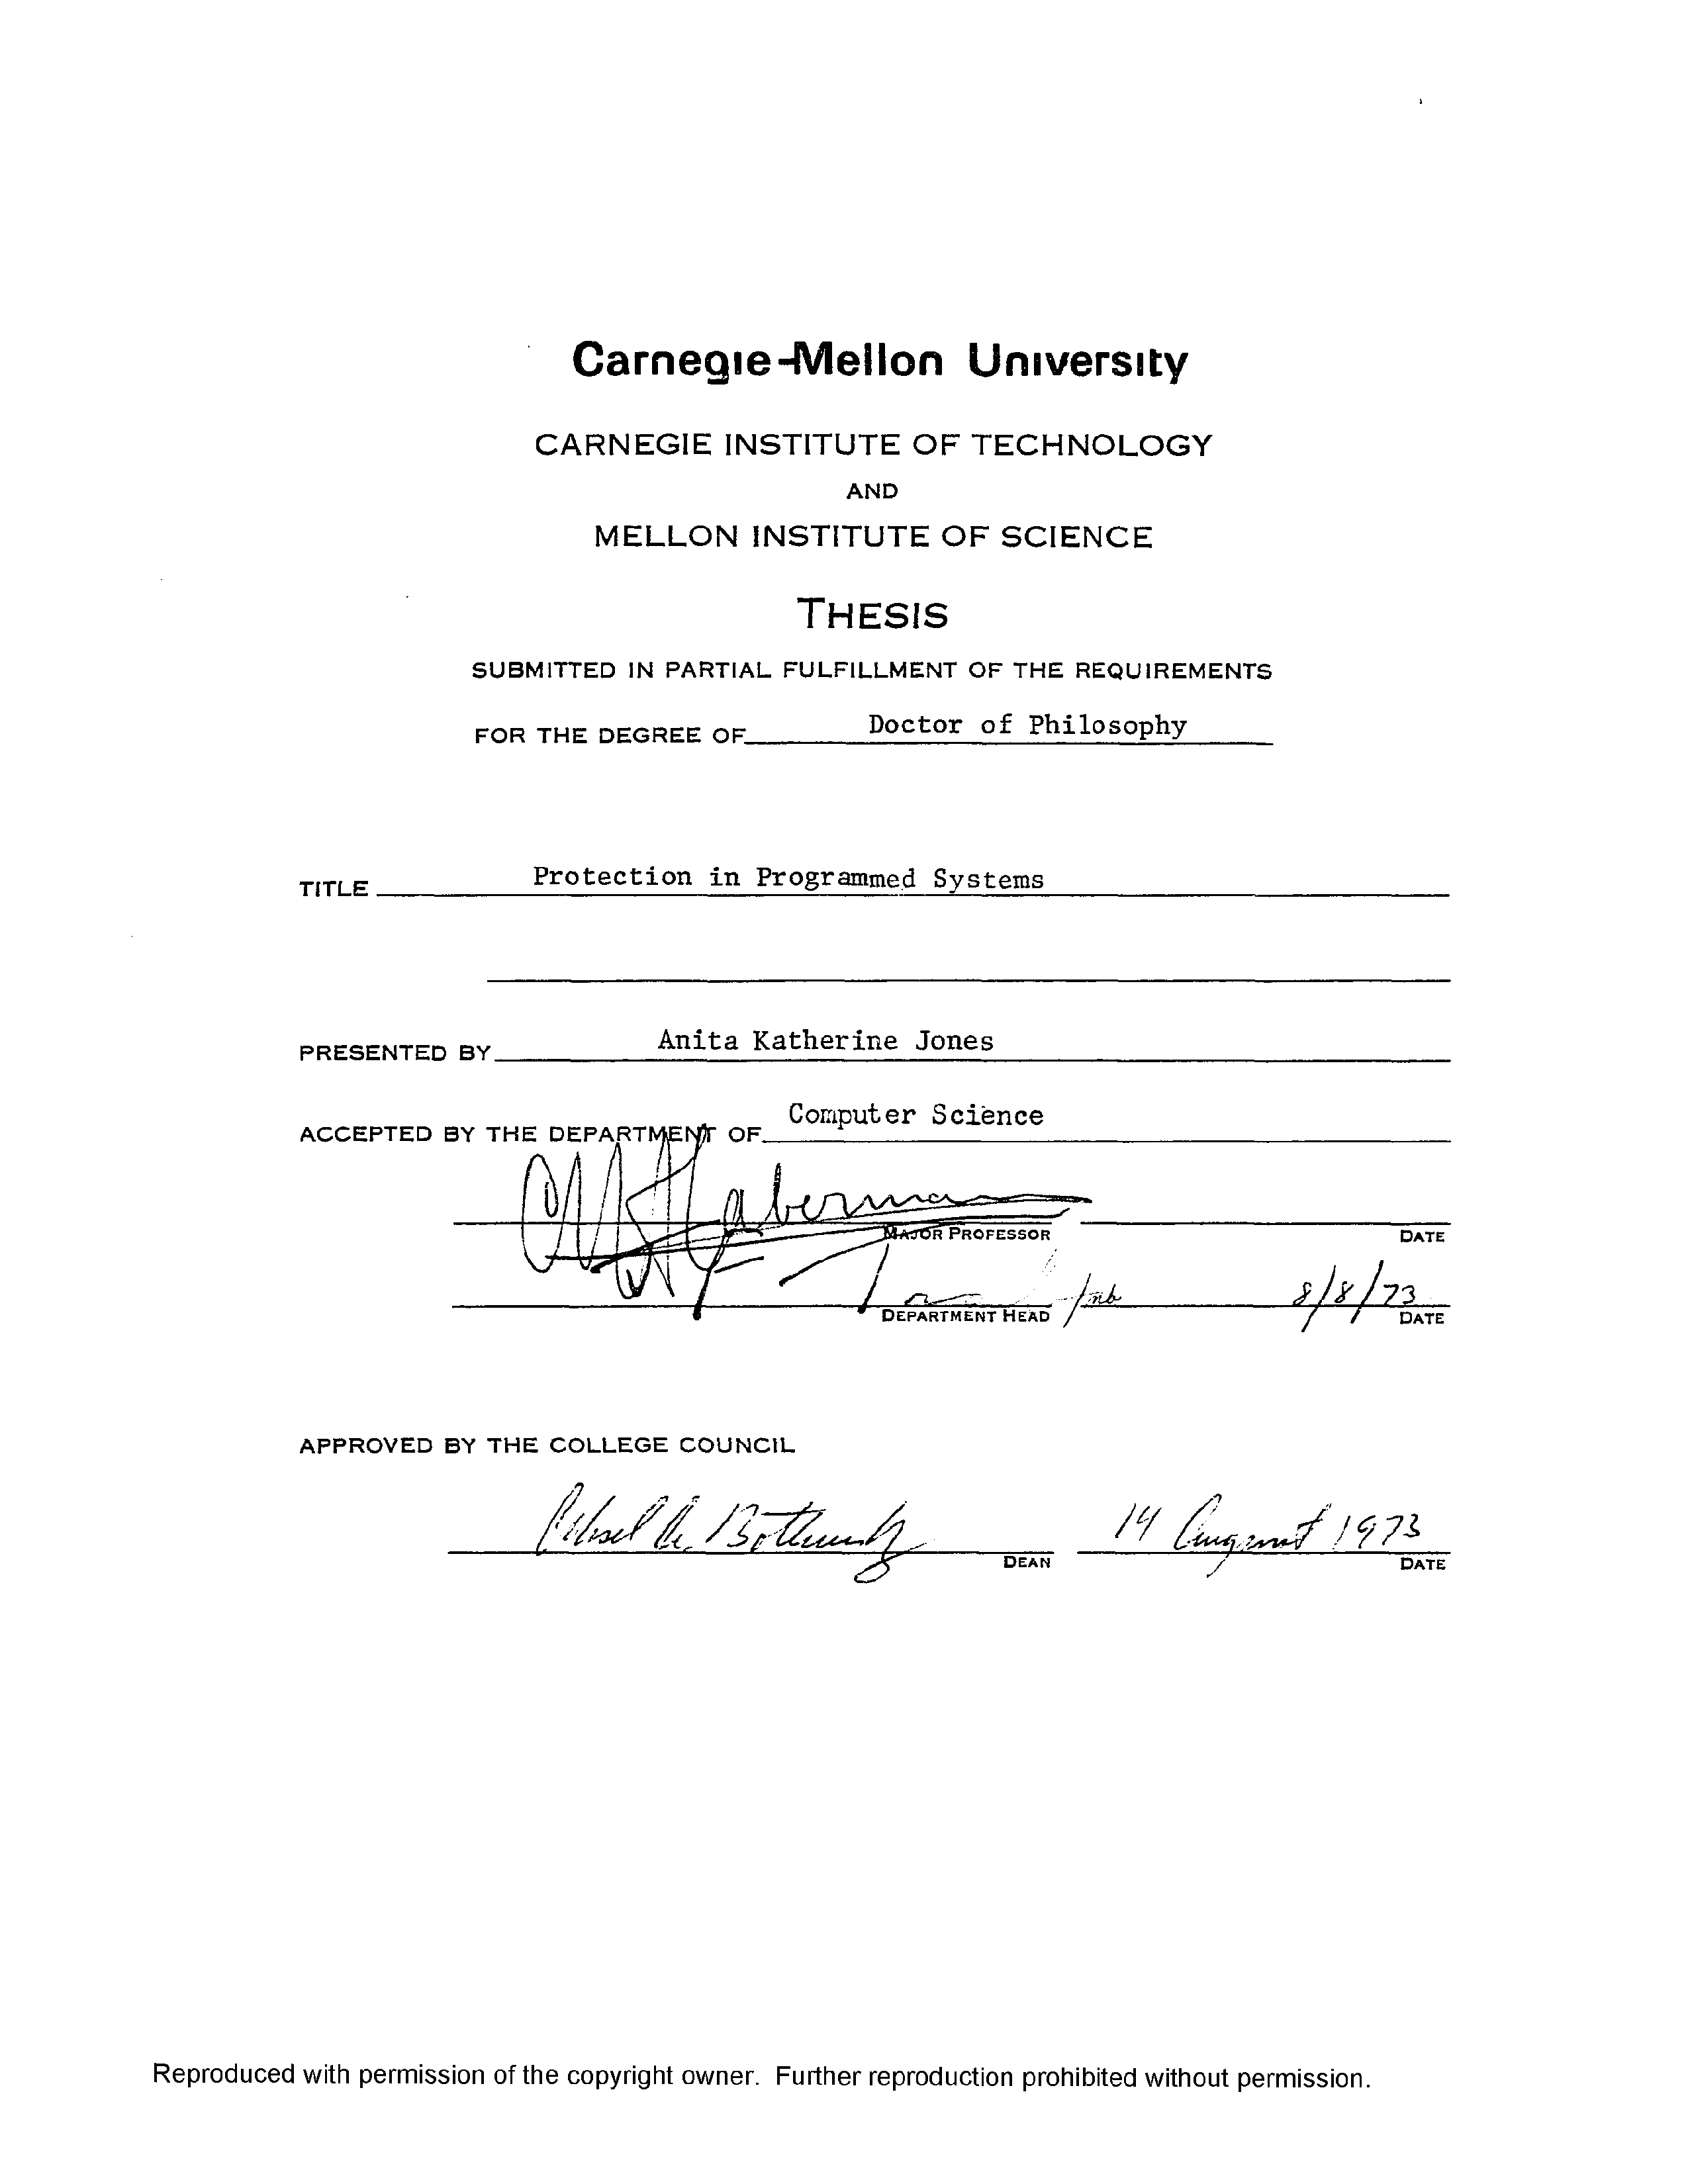 Carnegie-Mellon University
CARNEGIE INSTITUTE OF TECHNOLOGY
AND
MELLON INSTITUTE OF SCIENCE
THESIS
SUBMITTED IN PARTIAL FULFILLMENT OF THE REQUIREMENTS
FOR THE DEGREE OF Doctor of Philosophy
TITLE Protection in Programmed Systems
PRESENTED BY Anita Katherine Jones
ACCEPTED BY THE DEPARTMENT OF Computer Science
Habermann
MAJOR PROFESSOR DATE
/mb 8/8/73
DEPARTMENT HEAD DATE
APPROVED BY THE COLLEGE COUNCIL
14 August 1973
DEAN DATE
Reproduced with permission of the copyright owner. Further reproduction prohibited without permission.